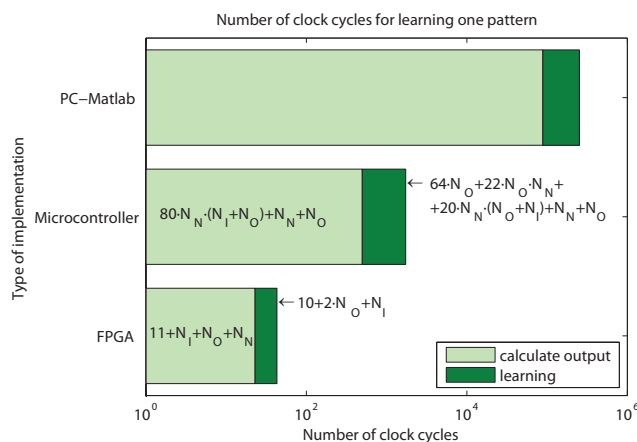 Number of clock cycles for learning one pattern
PC−Matlab
64·N_O+22·N_O·N_N+
+20·N_N·(N_O+N_I)+N_N+N_O
Microcontroller
80·N_N·(N_I+N_O)+N_N+N_O
10+2·N_O+N_I
FPGA
11+N_I+N_O+N_N
calculate output
learning
10^0
10^2
10^4
10^6
Number of clock cycles
Type of implementation